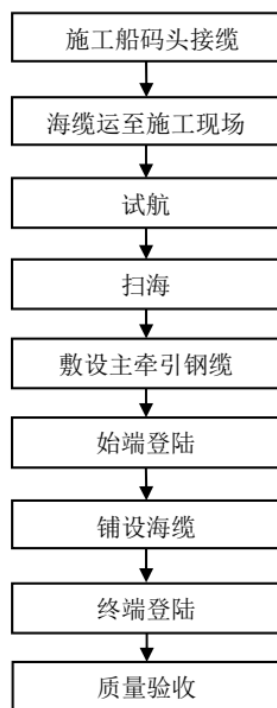 施工船码头接缆
海缆运至施工现场
试航
扫海
敷设主牵引钢缆
始端登陆
铺设海缆
终端登陆
质量验收